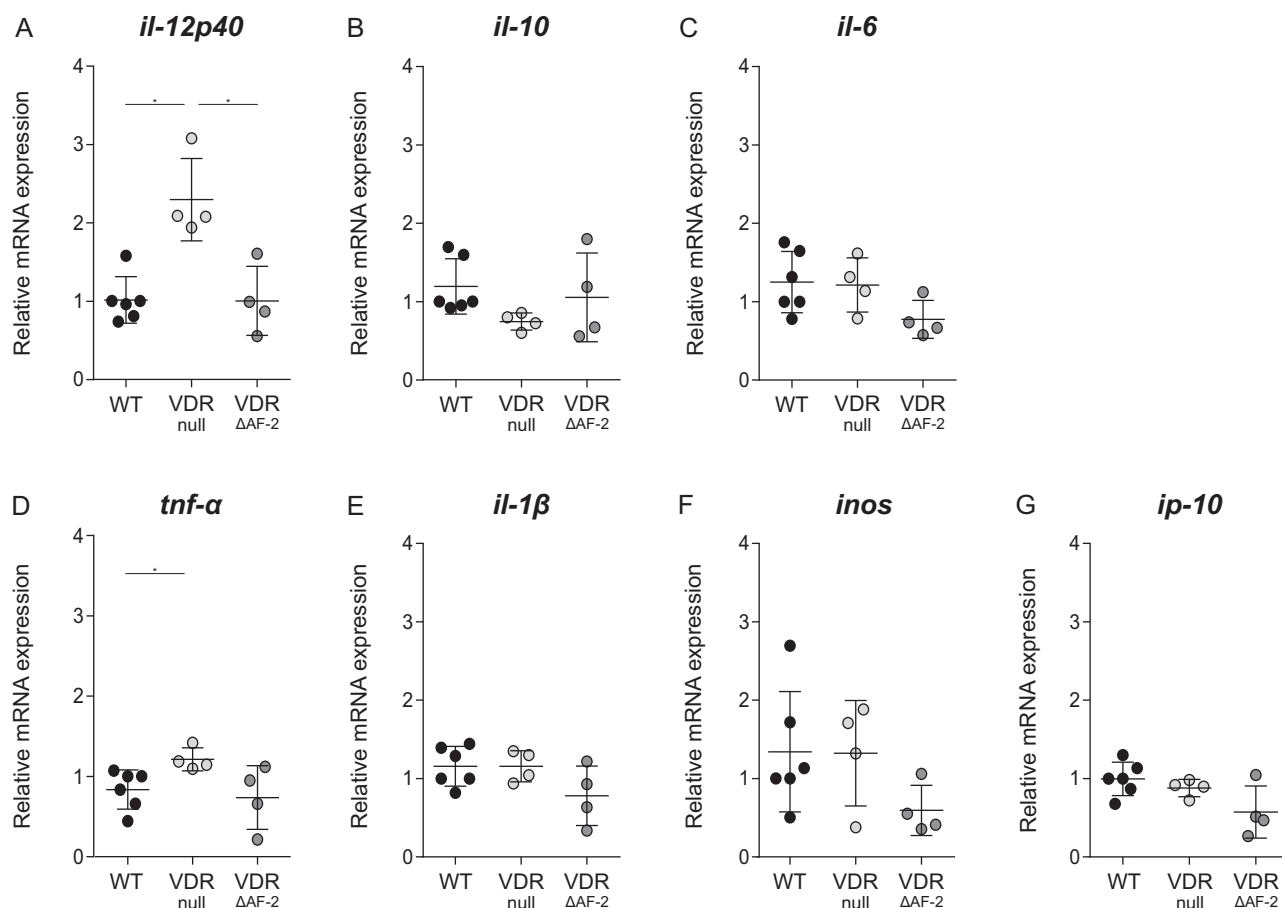 A il-12p40
Relative mRNA expression
4
3
2
1
0
* *
WT VDR VDR
null ΔAF-2
B il-10
Relative mRNA expression
4
3
2
1
0
WT VDR VDR
null ΔAF-2
C il-6
Relative mRNA expression
4
3
2
1
0
WT VDR VDR
null ΔAF-2
D tnf-α
Relative mRNA expression
4
3
2
1
0
*
WT VDR VDR
null ΔAF-2
E il-1β
Relative mRNA expression
4
3
2
1
0
WT VDR VDR
null ΔAF-2
F inos
Relative mRNA expression
4
3
2
1
0
WT VDR VDR
null ΔAF-2
G ip-10
Relative mRNA expression
4
3
2
1
0
WT VDR VDR
null ΔAF-2